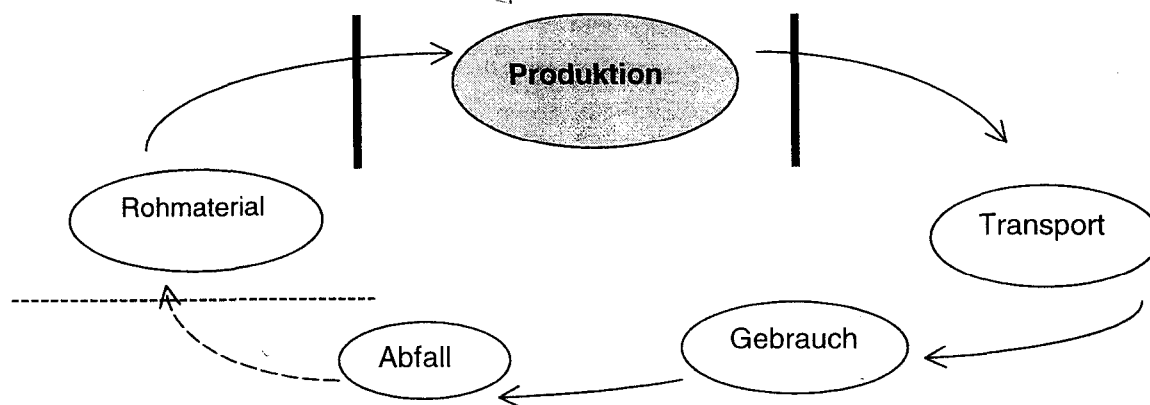 Produktion
Rohmaterial
Transport
Gebrauch
Abfall